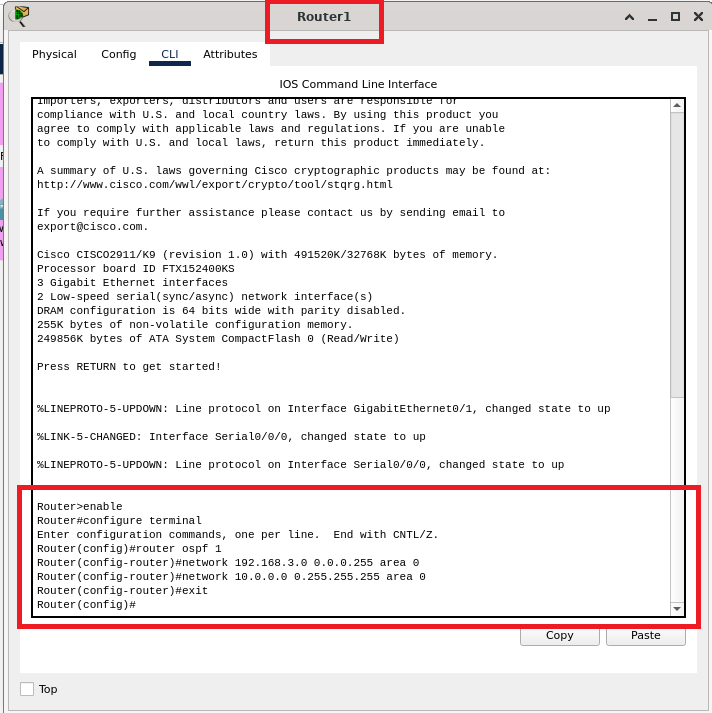 Router1
Physical Config CLI Attributes
IOS Command Line Interface
importers, exporters, distributors and users are responsible for
compliance with U.S. and local country laws. By using this product you
agree to comply with applicable laws and regulations. If you are unable
to comply with U.S. and local laws, return this product immediately.
A summary of U.S. laws governing Cisco cryptographic products may be found at:
http://www.cisco.com/wwl/export/crypto/tool/stqrg.html
If you require further assistance please contact us by sending email to
export@cisco.com.
Cisco CISCO2911/K9 (revision 1.0) with 491520K/32768K bytes of memory.
Processor board ID FTX152400KS
3 Gigabit Ethernet interfaces
2 Low-speed serial(sync/async) network interface(s)
DRAM configuration is 64 bits wide with parity disabled.
255K bytes of non-volatile configuration memory.
249856K bytes of ATA System CompactFlash 0 (Read/Write)
Press RETURN to get started!
%LINEPROTO-5-UPDOWN: Line protocol on Interface GigabitEthernet0/1, changed state to up
%LINK-5-CHANGED: Interface Serial0/0/0, changed state to up
%LINEPROTO-5-UPDOWN: Line protocol on Interface Serial0/0/0, changed state to up
Router>enable
Router#configure terminal
Enter configuration commands, one per line.  End with CNTL/Z.
Router(config)#router ospf 1
Router(config-router)#network 192.168.3.0 0.0.0.255 area 0
Router(config-router)#network 10.0.0.0 0.255.255.255 area 0
Router(config-router)#exit
Router(config)#
Copy Paste
Top